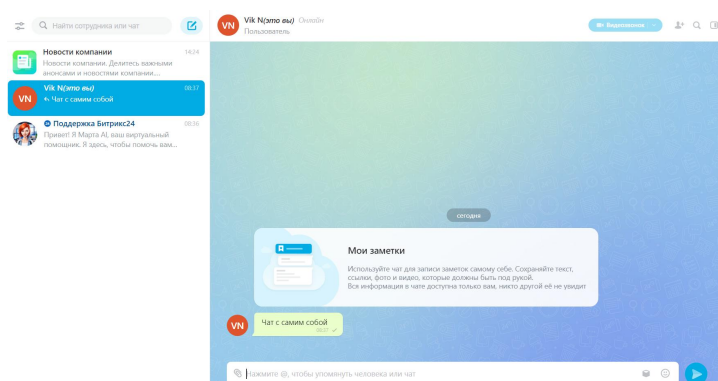 Найти сотрудника или чат
Новости компании 14:24
Новости компании. Делитесь важными
анонсами и новостями компании....
VN
Vik N(это вы) 08:37
Чат с самим собой
Поддержка Битрикс24 08:36
Привет! Я Марта AI, ваш виртуальный
помощник. Я здесь, чтобы помочь вам...
VN
Vik N(это вы) Онлайн
Пользователь
Видеозвонок
сегодня
Мои заметки
Используйте чат для записи заметок самому себе. Сохраняйте текст,
ссылки, фото и видео, которые должны быть под рукой.
Вся информация в чате доступна только вам, никто другой её не увидит
VN
Чат с самим собой
08:37
Нажмите @, чтобы упомянуть человека или чат